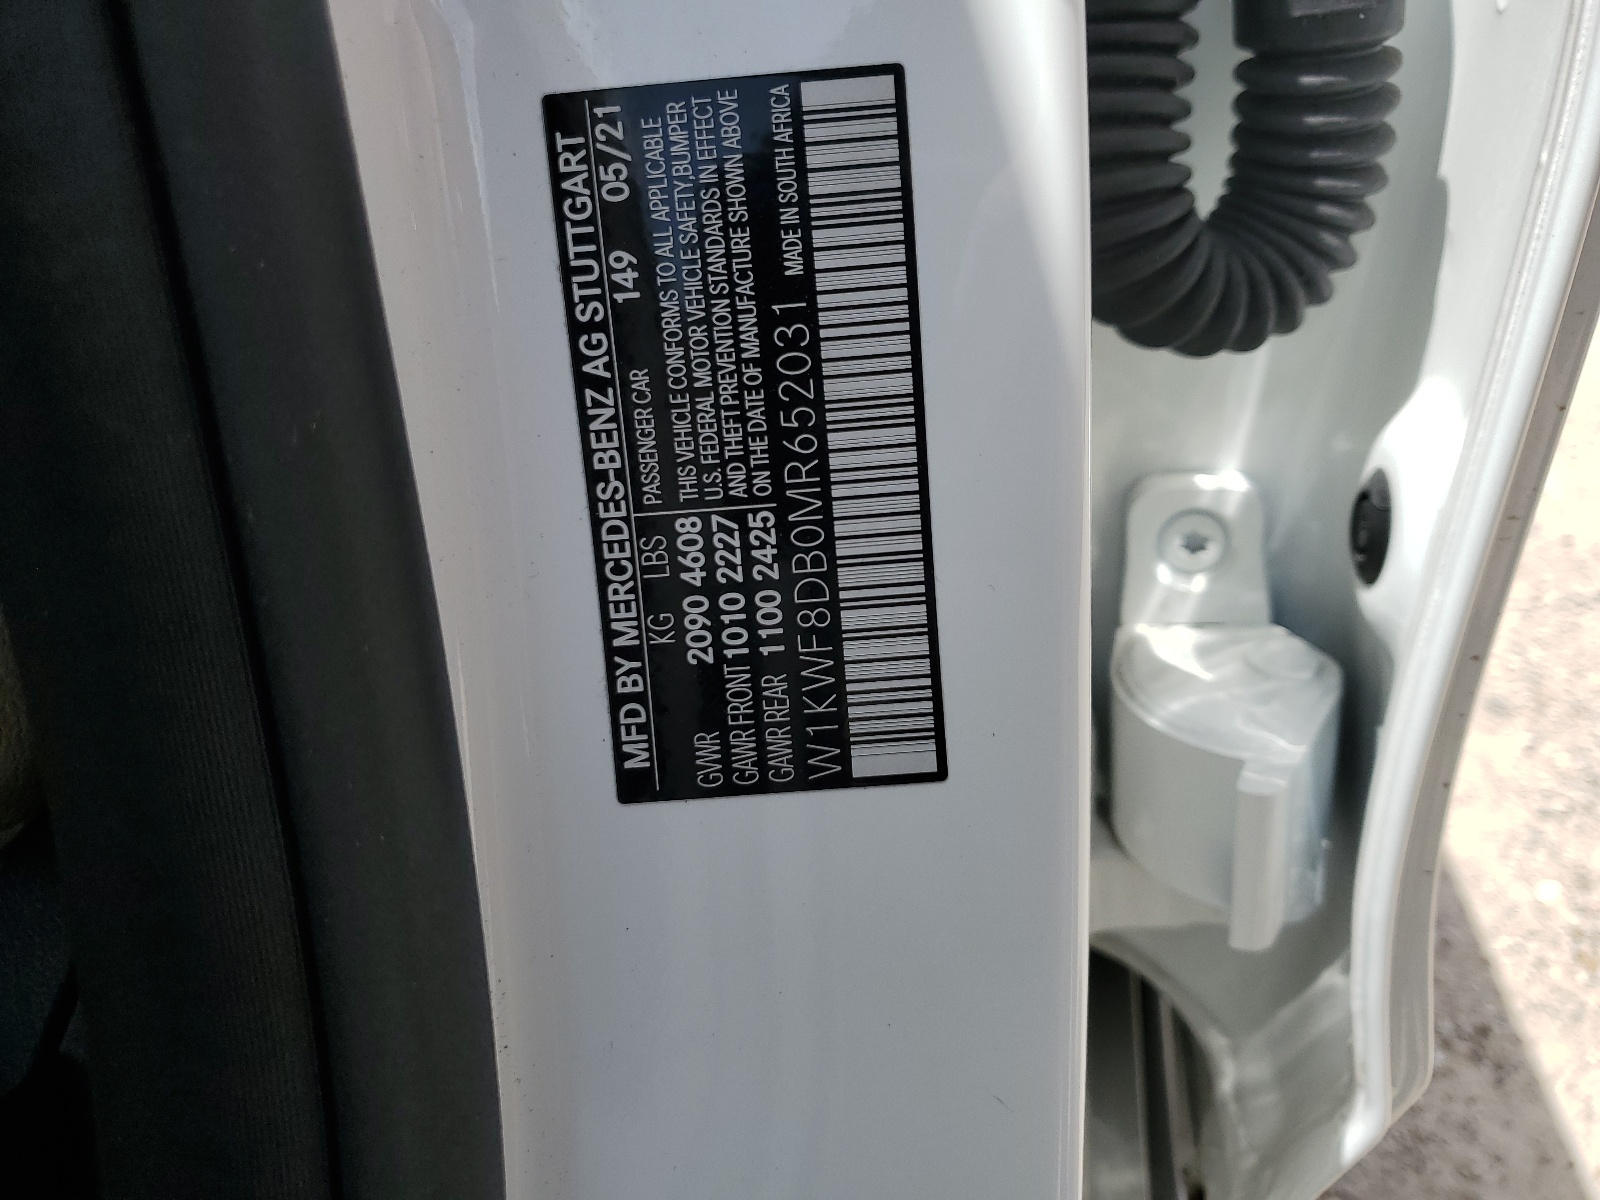 MFD BY MERCEDES-BENZ AG STUTTGART
KG LBS PASSENGER CAR 149 05/21
GVWR 2090 4608 THIS VEHICLE CONFORMS TO ALL APPLICABLE
GAWR FRONT 1010 2227 U.S. FEDERAL MOTOR VEHICLE SAFETY,BUMPER
GAWR REAR 1100 2425 AND THEFT PREVENTION STANDARDS IN EFFECT
ON THE DATE OF MANUFACTURE SHOWN ABOVE
W1KWF8DB0MR652031 MADE IN SOUTH AFRICA